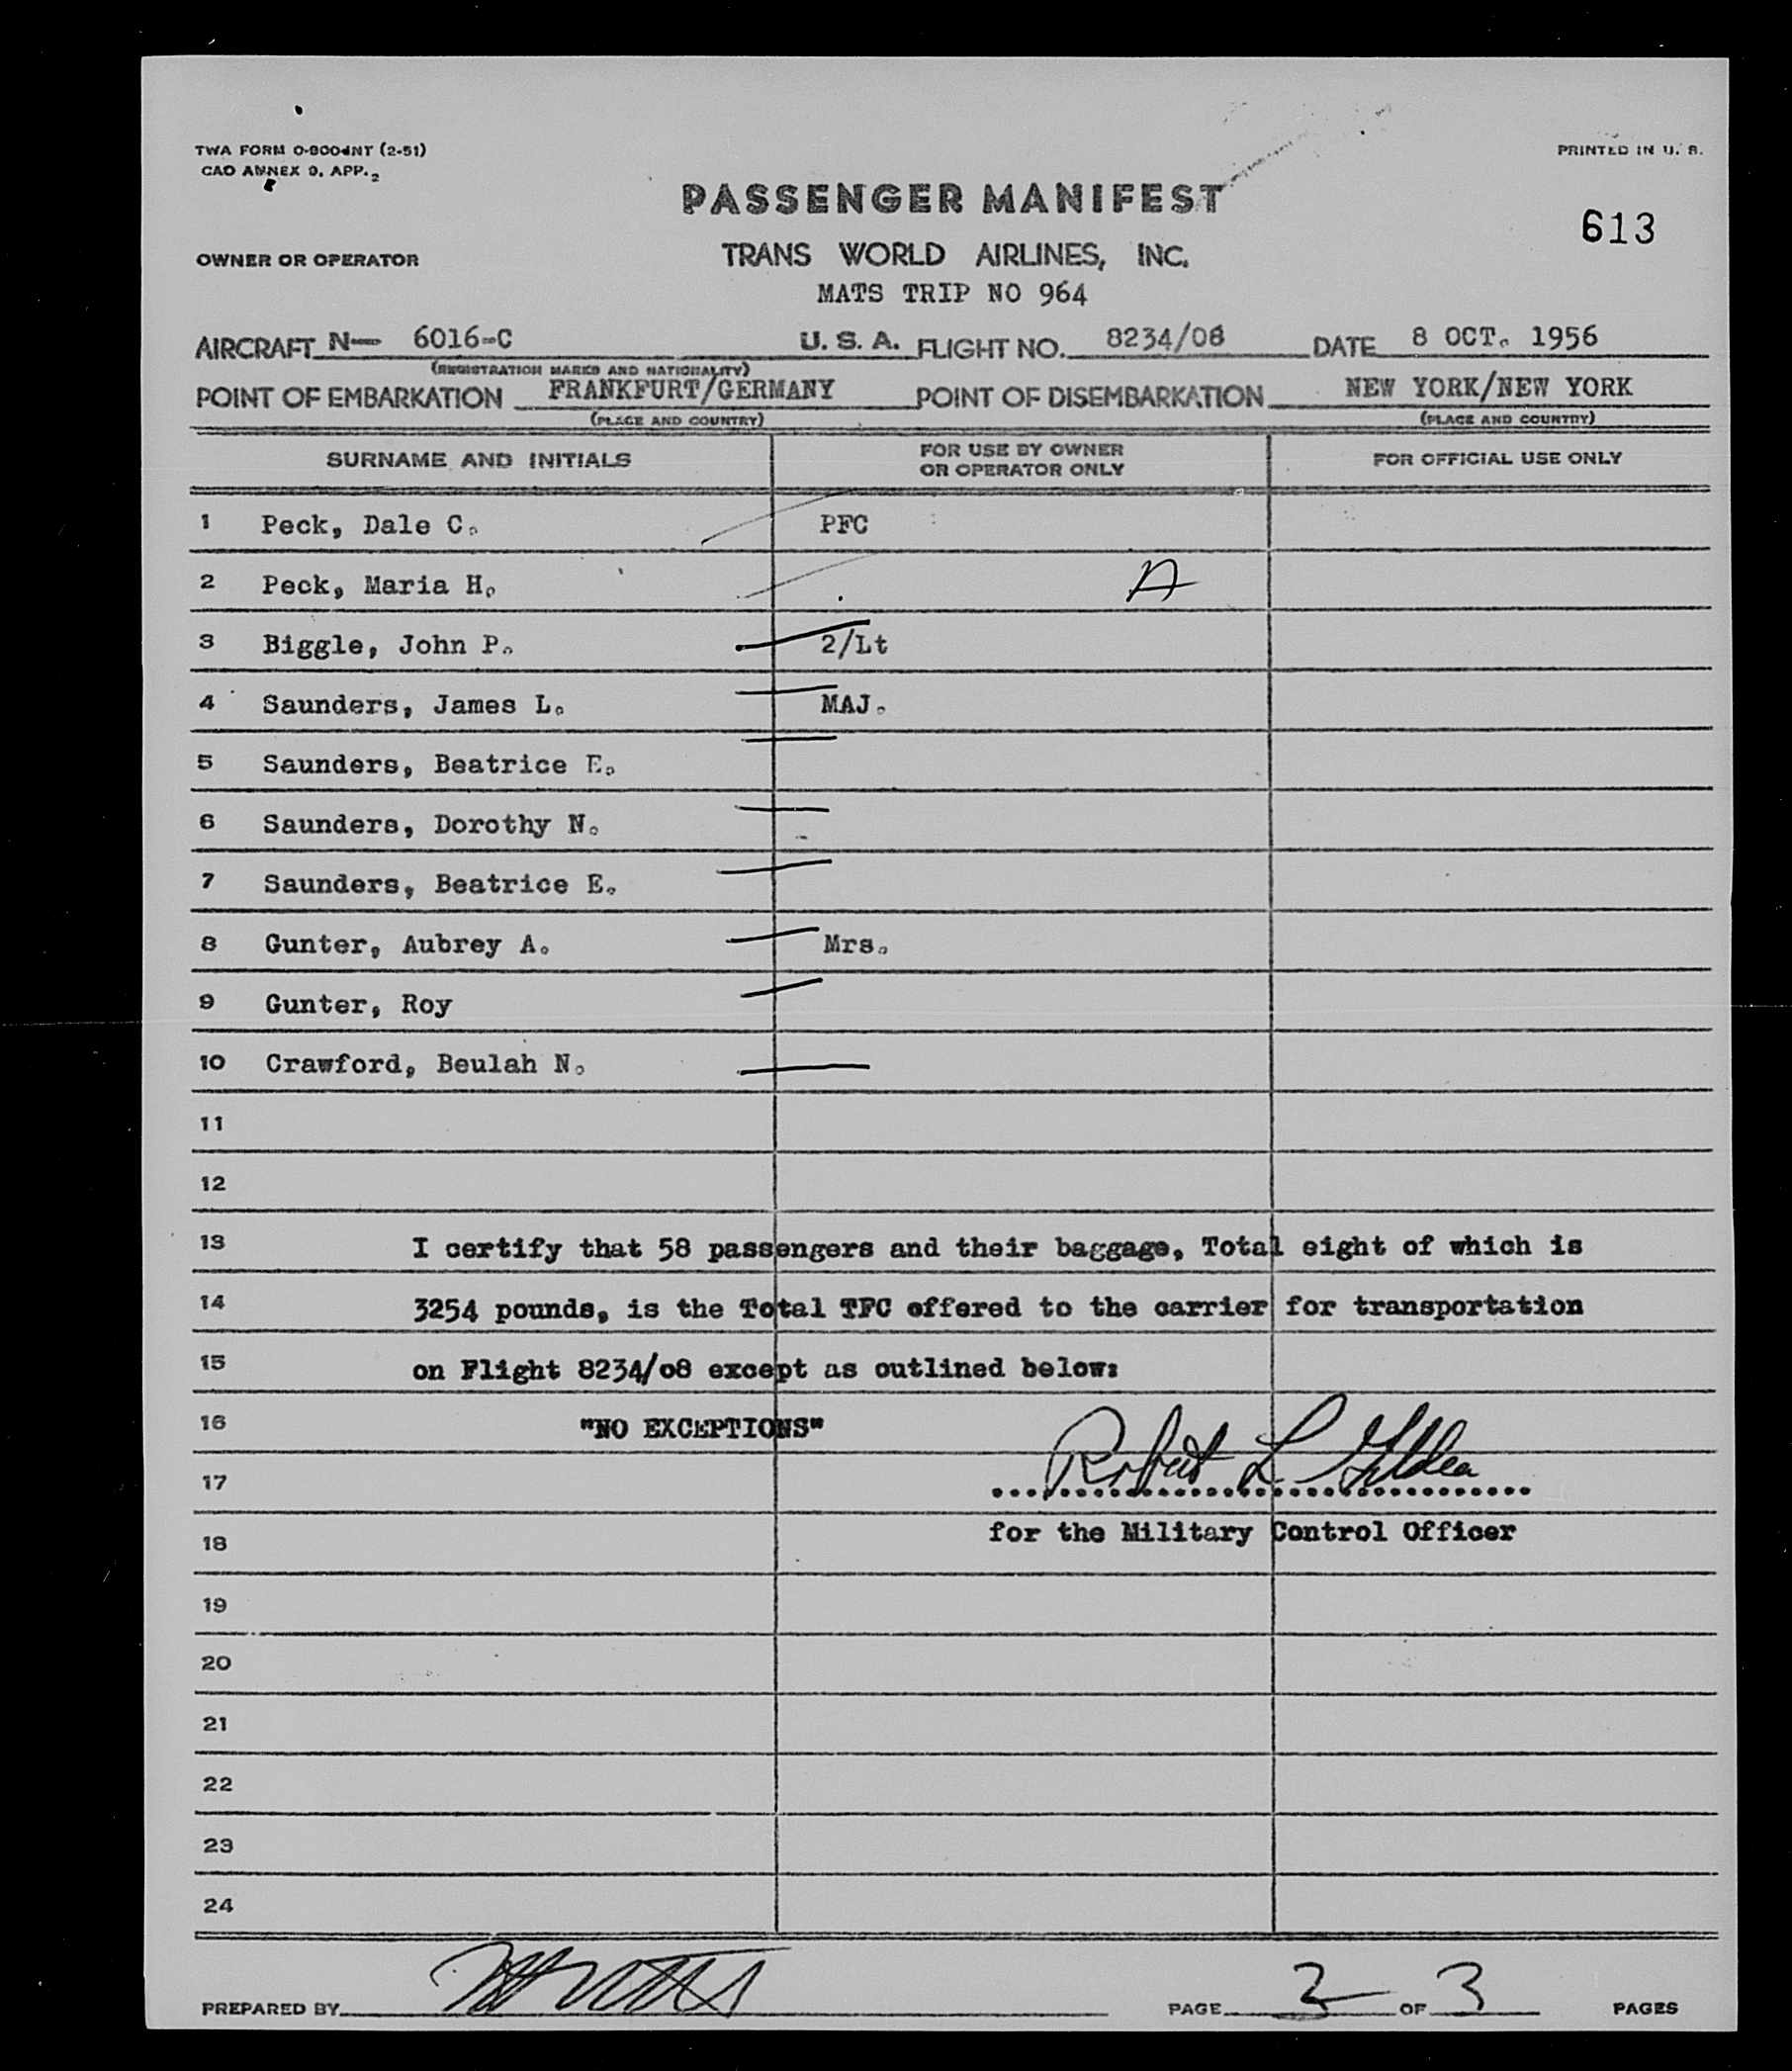 TWA FORM O-8004NT (2-51)
CAO ANNEX 9, APP. 2
PRINTED IN U. S.
PASSENGER MANIFEST
613
OWNER OR OPERATOR
TRANS WORLD AIRLINES, INC.
MATS TRIP NO 964
AIRCRAFT N— 6016-C U. S. A. FLIGHT NO. 8234/08 DATE 8 OCT. 1956
(REGISTRATION MARKS AND NATIONALITY)
POINT OF EMBARKATION FRANKFURT/GERMANY POINT OF DISEMBARKATION NEW YORK/NEW YORK
(PLACE AND COUNTRY) (PLACE AND COUNTRY)
SURNAME AND INITIALS FOR USE BY OWNER OR OPERATOR ONLY FOR OFFICIAL USE ONLY
1 Peck, Dale C. PFC
2 Peck, Maria H. A
3 Biggle, John P. 2/Lt
4 Saunders, James L. MAJ.
5 Saunders, Beatrice E.
6 Saunders, Dorothy N.
7 Saunders, Beatrice E.
8 Gunter, Aubrey A. Mrs.
9 Gunter, Roy
10 Crawford, Beulah N.
11
12
13 I certify that 58 passengers and their baggage, Total eight of which is
14 3254 pounds, is the Total TFC offered to the carrier for transportation
15 on Flight 8234/08 except as outlined below:
16 "NO EXCEPTIONS"
17 Robert L Gildea
18 for the Military Control Officer
19
20
21
22
23
24
PREPARED BY PAGE 3 OF 3 PAGES